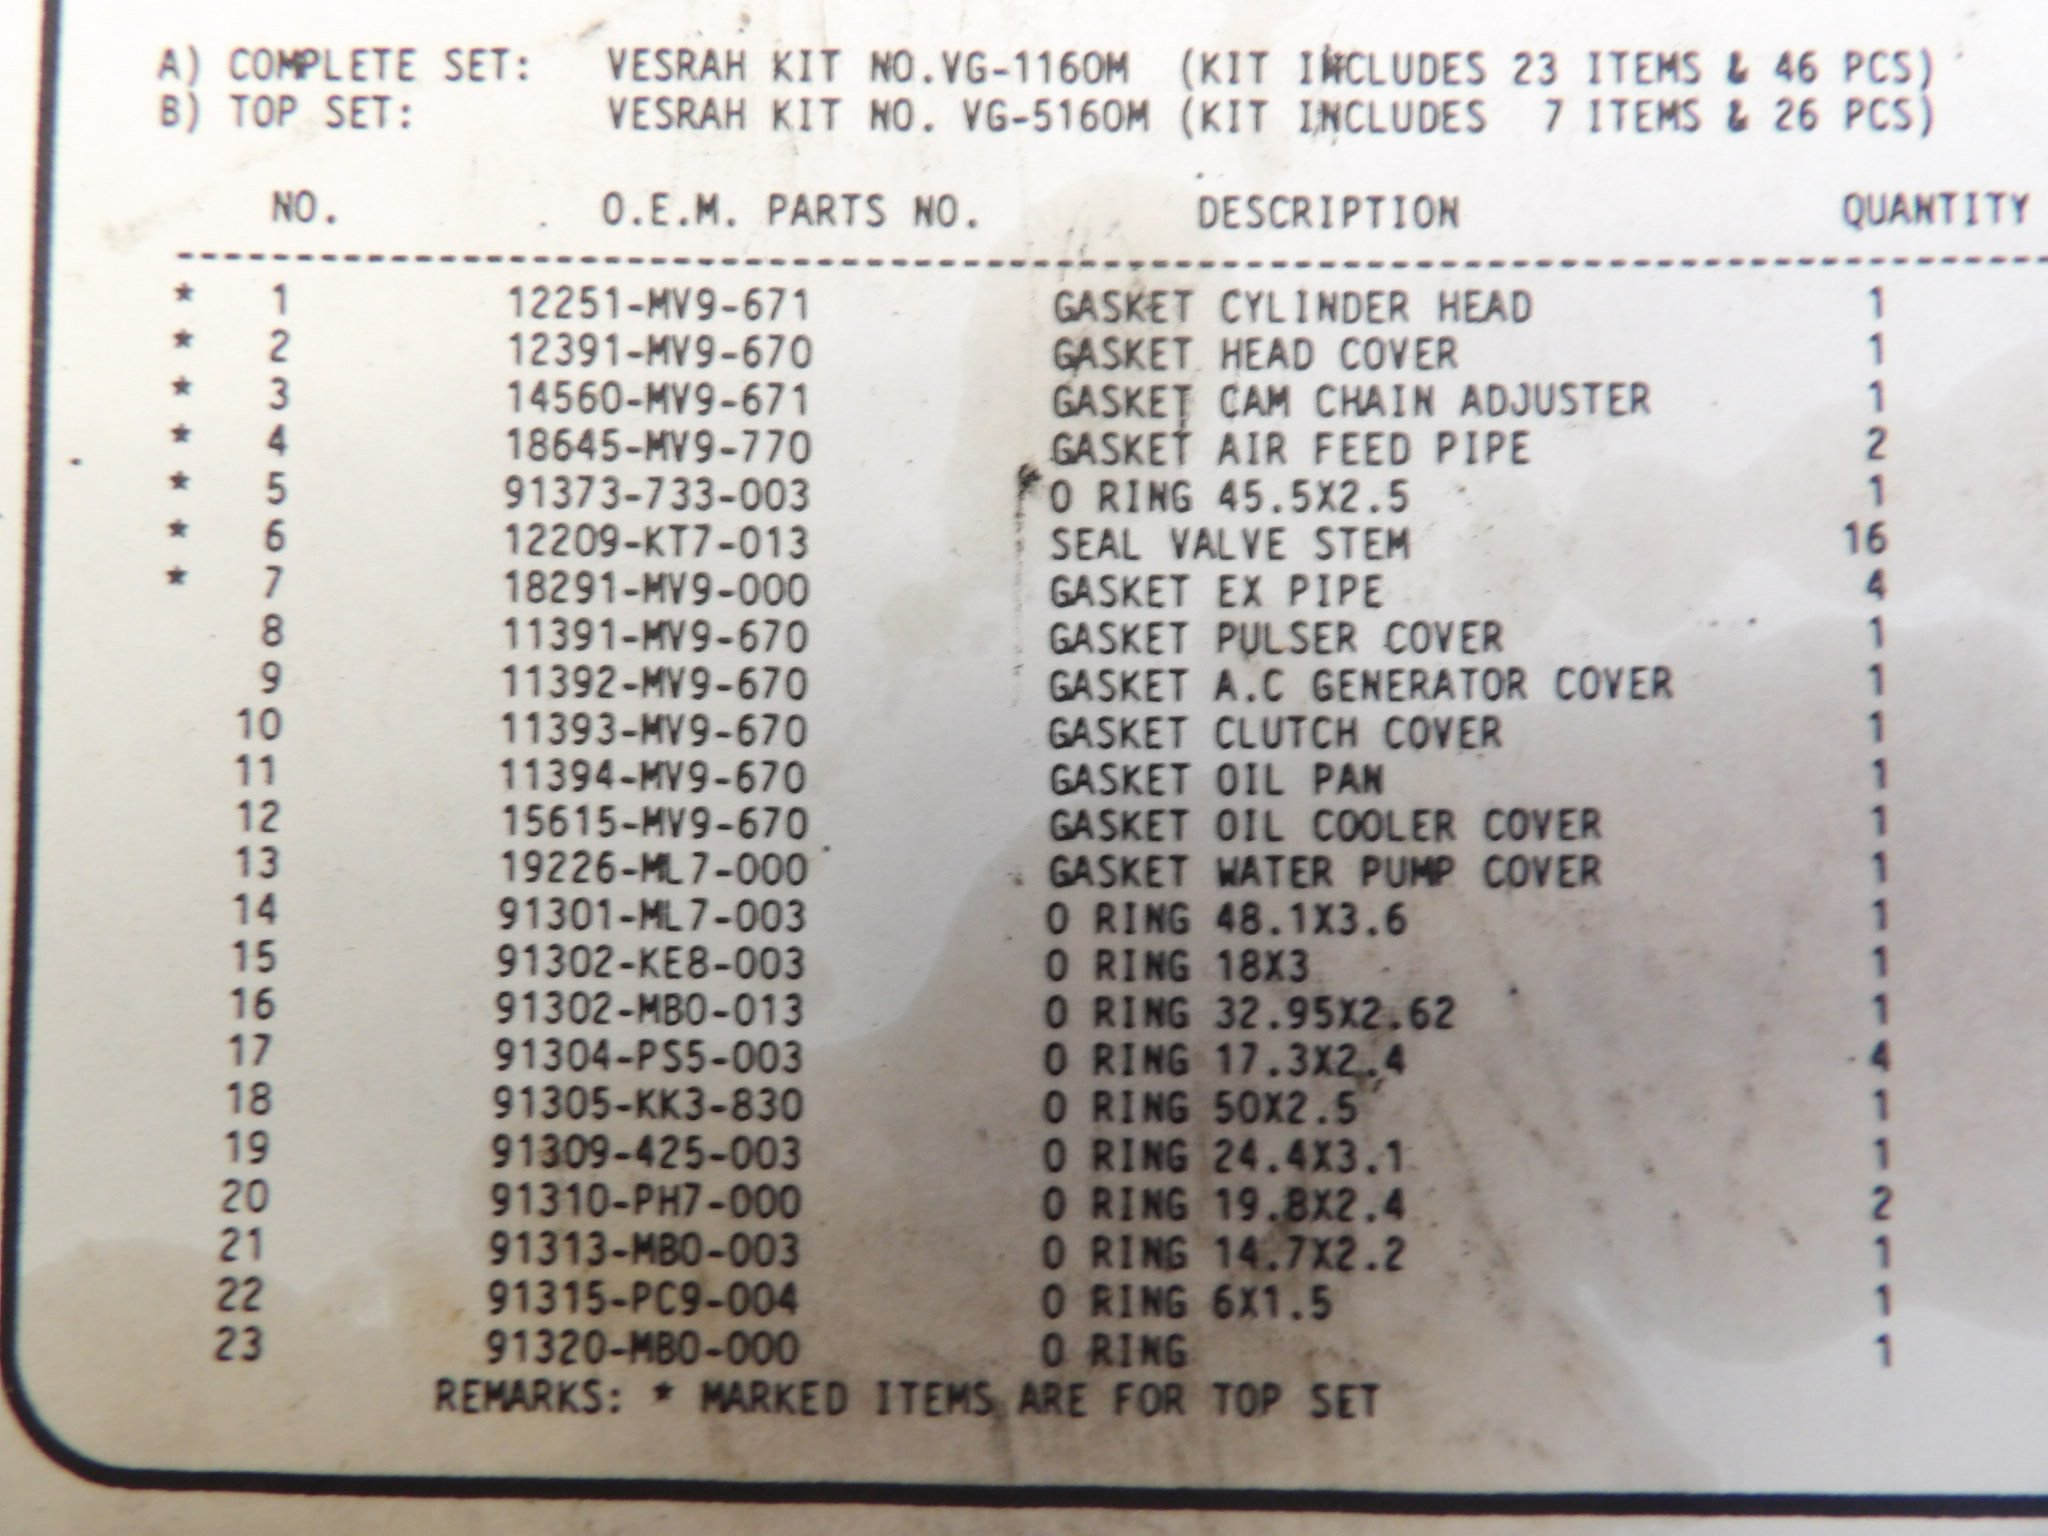 A) COMPLETE SET: VESRAH KIT NO.VG-1160M (KIT INCLUDES 23 ITEMS & 46 PCS)
B) TOP SET: VESRAH KIT NO. VG-5160M (KIT INCLUDES 7 ITEMS & 26 PCS)
NO. O.E.M. PARTS NO. DESCRIPTION QUANTITY
* 1 12251-MV9-671 GASKET CYLINDER HEAD 1
* 2 12391-MV9-670 GASKET HEAD COVER 1
* 3 14560-MV9-671 GASKET CAM CHAIN ADJUSTER 1
* 4 18645-MV9-770 GASKET AIR FEED PIPE 2
* 5 91373-733-003 O RING 45.5X2.5 1
* 6 12209-KT7-013 SEAL VALVE STEM 16
* 7 18291-MV9-000 GASKET EX PIPE 4
8 11391-MV9-670 GASKET PULSER COVER 1
9 11392-MV9-670 GASKET A.C GENERATOR COVER 1
10 11393-MV9-670 GASKET CLUTCH COVER 1
11 11394-MV9-670 GASKET OIL PAN 1
12 15615-MV9-670 GASKET OIL COOLER COVER 1
13 19226-ML7-000 GASKET WATER PUMP COVER 1
14 91301-ML7-003 O RING 48.1X3.6 1
15 91302-KE8-003 O RING 18X3 1
16 91302-MB0-013 O RING 32.95X2.62 1
17 91304-PS5-003 O RING 17.3X2.4 4
18 91305-KK3-830 O RING 50X2.5 1
19 91309-425-003 O RING 24.4X3.1 1
20 91310-PH7-000 O RING 19.8X2.4 2
21 91313-MB0-003 O RING 14.7X2.2 1
22 91315-PC9-004 O RING 6X1.5 1
23 91320-MB0-000 O RING 1
REMARKS: * MARKED ITEMS ARE FOR TOP SET